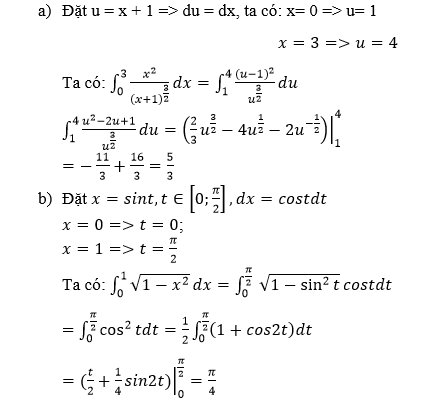 a) Đặt u = x + 1 => du = dx, ta có: x= 0 => u= 1
x = 3 => u = 4
Ta có: ∫₀³ x²/(x+1)^(3/2) dx = ∫₁⁴ (u−1)²/u^(3/2) du
∫₁⁴ (u²−2u+1)/u^(3/2) du = (2/3 u^(3/2) − 4u^(1/2) − 2u^(−1/2))|₁⁴
= −11/3 + 16/3 = 5/3
b) Đặt x = sint, t ∈ [0; π/2], dx = costdt
x = 0 => t = 0;
x = 1 => t = π/2
Ta có: ∫₀¹ √(1 − x²) dx = ∫₀^(π/2) √(1 − sin² t) costdt
= ∫₀^(π/2) cos² tdt = 1/2 ∫₀^(π/2) (1 + cos2t)dt
= (t/2 + 1/4 sin2t)|₀^(π/2) = π/4